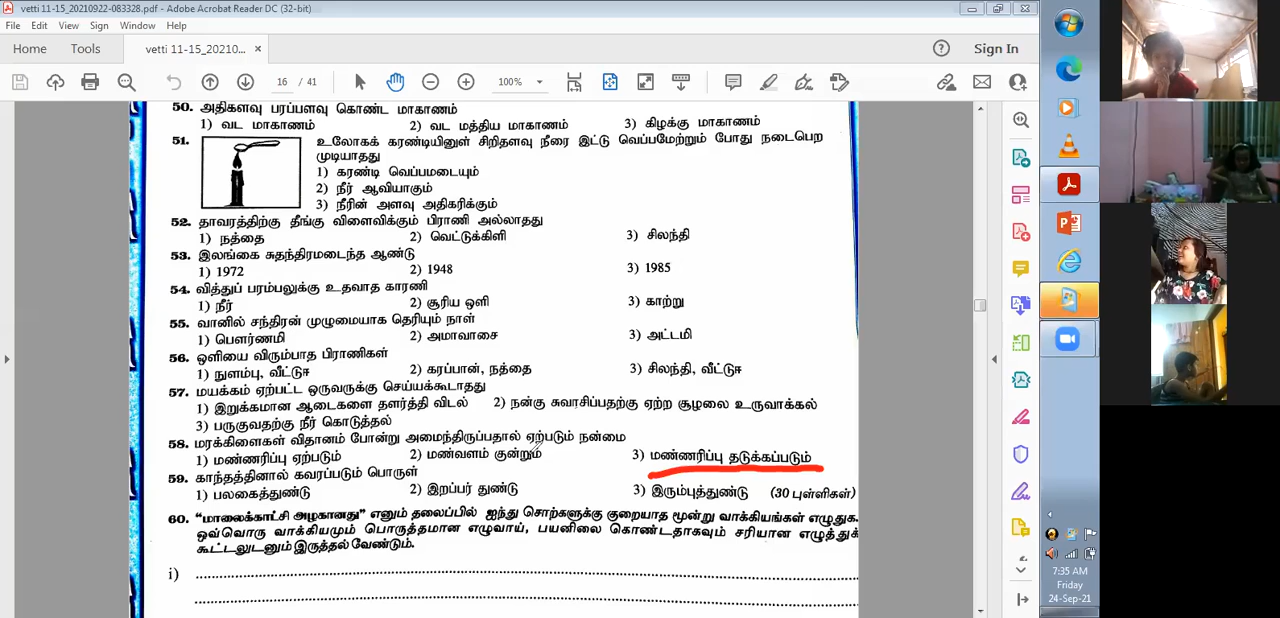 vetti 11-15_20210922-083328.pdf - Adobe Acrobat Reader DC (32-bit)
File Edit View Sign Window Help
Home Tools vetti 11-15_20210... × Sign In
16 / 41 100%
50. அதிகளவு பரப்பளவு கொண்ட மாகாணம்
1) வட மாகாணம் 2) வட மத்திய மாகாணம் 3) கிழக்கு மாகாணம்
51. உலோகக் கரண்டியினுள் சிறிதளவு நீரை இட்டு வெப்பமேற்றும் போது நடைபெற
முடியாதது
1) கரண்டி வெப்பமடையும்
2) நீர் ஆவியாகும்
3) நீரின் அளவு அதிகரிக்கும்
52. தாவரத்திற்கு தீங்கு விளைவிக்கும் பிராணி அல்லாதது
1) நத்தை 2) வெட்டுக்கிளி 3) சிலந்தி
53. இலங்கை சுதந்திரமடைந்த ஆண்டு
1) 1972 2) 1948 3) 1985
54. வித்துப் பரம்பலுக்கு உதவாத காரணி
1) நீர் 2) சூரிய ஒளி 3) காற்று
55. வானில் சந்திரன் முழுமையாக தெரியும் நாள்
1) பௌர்ணமி 2) அமாவாசை 3) அட்டமி
56. ஒளியை விரும்பாத பிராணிகள்
1) நுளம்பு, வீட்டுஈ 2) கரப்பான், நத்தை 3) சிலந்தி, வீட்டுஈ
57. மயக்கம் ஏற்பட்ட ஒருவருக்கு செய்யக்கூடாதது
1) இறுக்கமான ஆடைகளை தளர்த்தி விடல் 2) நன்கு சுவாசிப்பதற்கு ஏற்ற சூழலை உருவாக்கல்
3) பருகுவதற்கு நீர் கொடுத்தல்
58. மரக்கிளைகள் விதானம் போன்று அமைந்திருப்பதால் ஏற்படும் நன்மை
1) மண்ணரிப்பு ஏற்படும் 2) மண்வளம் குன்றும் 3) மண்ணரிப்பு தடுக்கப்படும்
59. காந்தத்தினால் கவரப்படும் பொருள்
1) பலகைத்துண்டு 2) இறப்பர் துண்டு 3) இரும்புத்துண்டு (30 புள்ளிகள்)
60. "மாலைக்காட்சி அழகானது" எனும் தலைப்பில் ஐந்து சொற்களுக்கு குறையாத மூன்று வாக்கியங்கள் எழுதுக.
ஒவ்வொரு வாக்கியமும் பொருத்தமான எழுவாய், பயனிலை கொண்டதாகவும் சரியான எழுத்துக்
கூட்டலுடனும் இருத்தல் வேண்டும்.
i)
7:35 AM
Friday
24-Sep-21